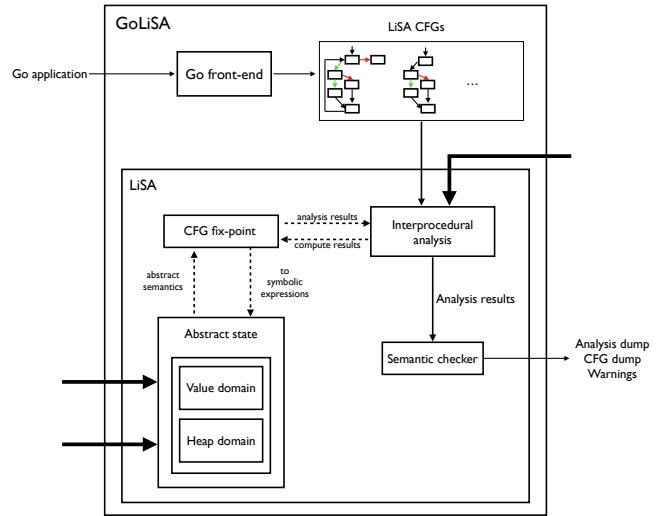 GoLiSA
LiSA CFGs
Go application
Go front-end
...
LiSA
CFG fix-point
analysis results
compute results
Interprocedural
analysis
abstract
semantics
to
symbolic
expressions
Analysis results
Abstract state
Value domain
Heap domain
Semantic checker
Analysis dump
CFG dump
Warnings